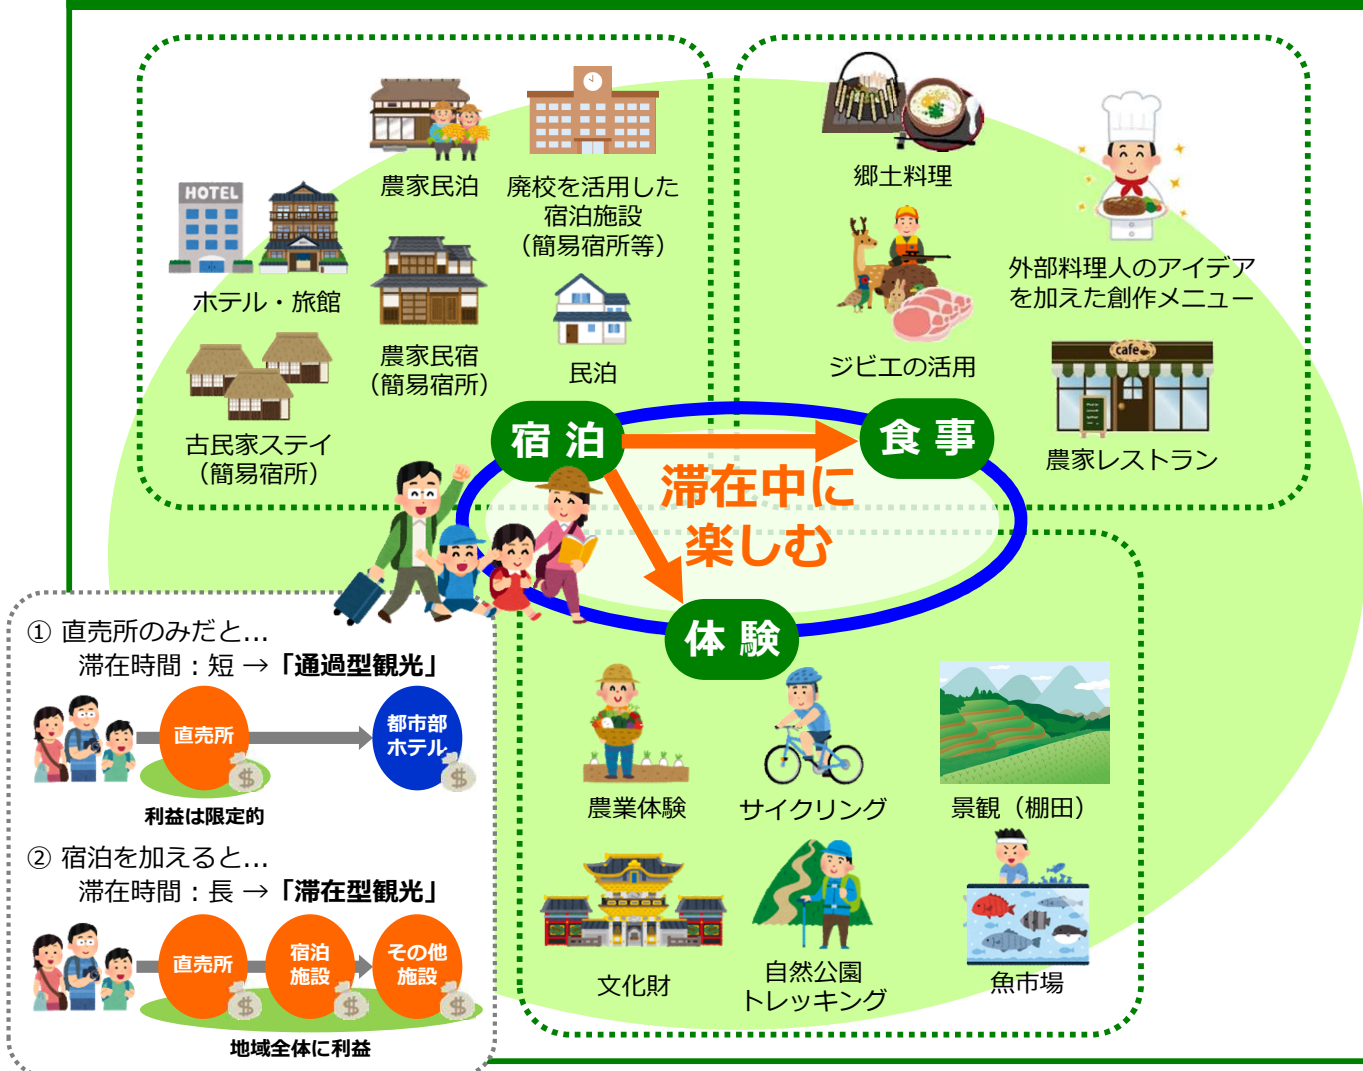 HOTEL
農家民泊
廃校を活用した
宿泊施設
（簡易宿所等）
ホテル・旅館
農家民宿
（簡易宿所）
民泊
古民家ステイ
（簡易宿所）
郷土料理
外部料理人のアイデア
を加えた創作メニュー
ジビエの活用
cafe
農家レストラン
宿泊
食事
滞在中に
楽しむ
体験
農業体験
サイクリング
景観（棚田）
文化財
自然公園
トレッキング
魚市場
① 直売所のみだと…
滞在時間：短 → 「通過型観光」
直売所
$
都市部
ホテル
$
利益は限定的
② 宿泊を加えると…
滞在時間：長 → 「滞在型観光」
直売所
$
宿泊
施設
$
その他
施設
$
地域全体に利益